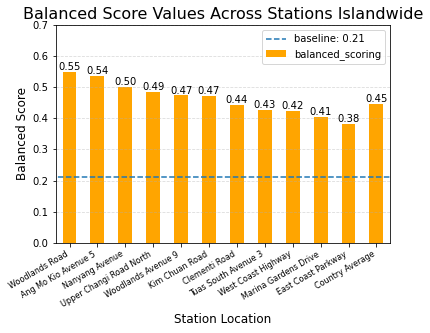 Balanced Score Values Across Stations Islandwide
baseline: 0.21
balanced_scoring
Balanced Score
0.7
0.6
0.5
0.4
0.3
0.2
0.1
0.0
0.55
0.54
0.50
0.49
0.47
0.47
0.44
0.43
0.42
0.41
0.38
0.45
Woodlands Road
Ang Mo Kio Avenue 5
Nanyang Avenue
Upper Changi Road North
Woodlands Avenue 9
Kim Chuan Road
Clementi Road
Tuas South Avenue 3
West Coast Highway
Marina Gardens Drive
East Coast Parkway
Country Average
Station Location